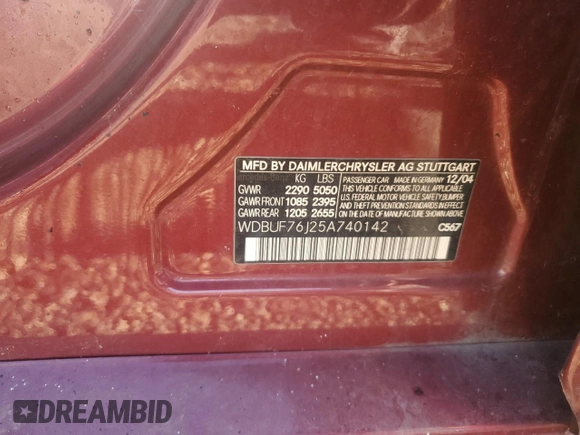 MFD BY DAIMLERCHRYSLER AG STUTTGART
KG LBS
GVWR 2290 5050
GAWR FRONT 1085 2395
GAWR REAR 1205 2655
PASSENGER CAR MADE IN GERMANY 12/04
THIS VEHICLE CONFORMS TO ALL APPLICABLE
U.S. FEDERAL MOTOR VEHICLE SAFETY, BUMPER
AND THEFT PREVENTION STANDARDS IN EFFECT
ON THE DATE OF MANUFACTURE SHOWN ABOVE.
WDBUF76J25A740142 C567
DREAMBID